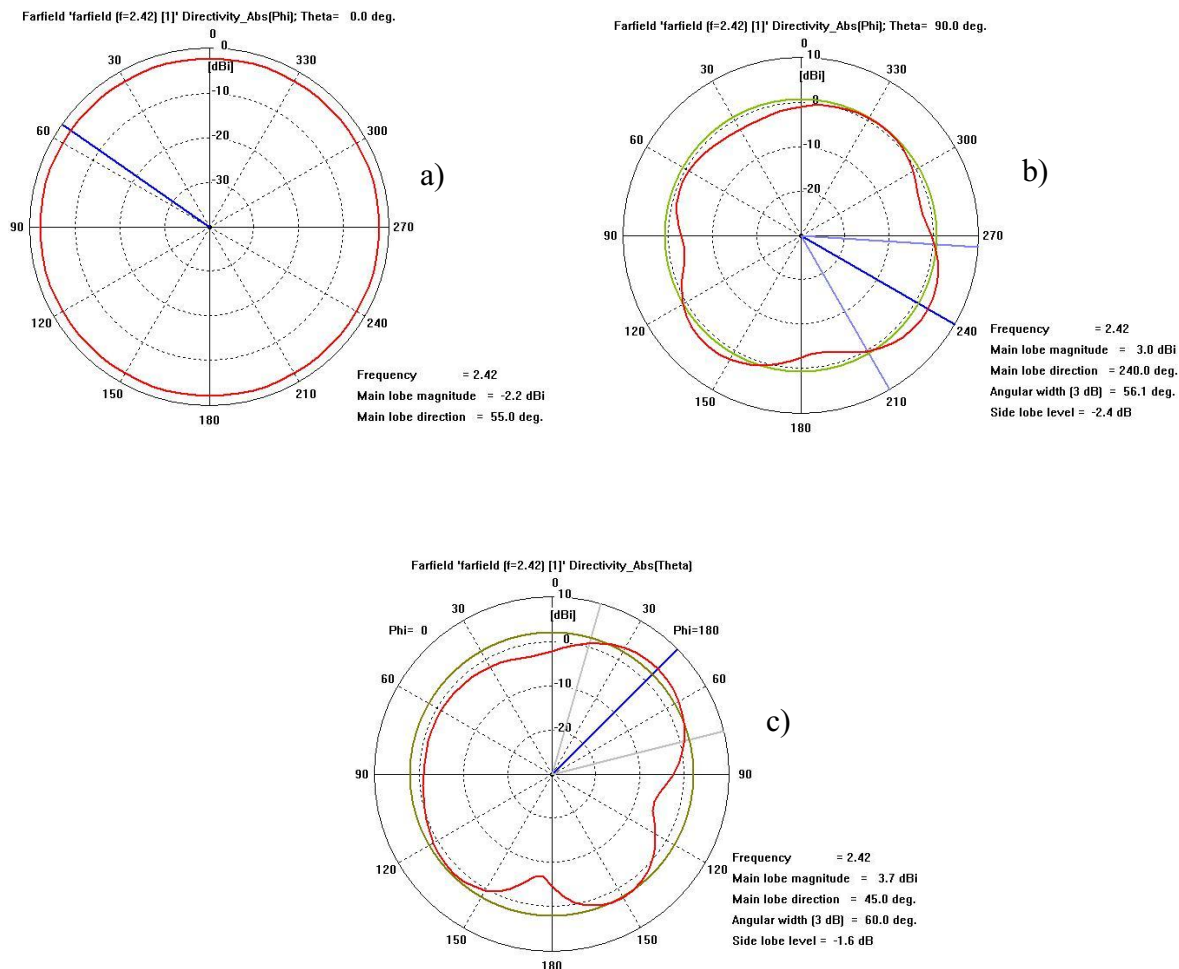 Farfield 'farfield (f=2.42) [1]' Directivity_Abs(Phi); Theta= 0.0 deg.
0
0
[dBi]
-10
-20
-30
30
330
60
300
90
270
120
240
150
210
180
a)
Frequency = 2.42
Main lobe magnitude = -2.2 dBi
Main lobe direction = 55.0 deg.
Farfield 'farfield (f=2.42) [1]' Directivity_Abs(Phi); Theta= 90.0 deg.
0
10
[dBi]
0
-10
-20
30
330
60
300
90
270
120
240
150
210
180
b)
Frequency = 2.42
Main lobe magnitude = 3.0 dBi
Main lobe direction = 240.0 deg.
Angular width (3 dB) = 56.1 deg.
Side lobe level = -2.4 dB
Farfield 'farfield (f=2.42) [1]' Directivity_Abs(Theta)
0
10
[dBi]
0
-10
-20
30
30
Phi= 0
Phi=180
60
60
90
90
120
120
150
150
180
c)
Frequency = 2.42
Main lobe magnitude = 3.7 dBi
Main lobe direction = 45.0 deg.
Angular width (3 dB) = 60.0 deg.
Side lobe level = -1.6 dB